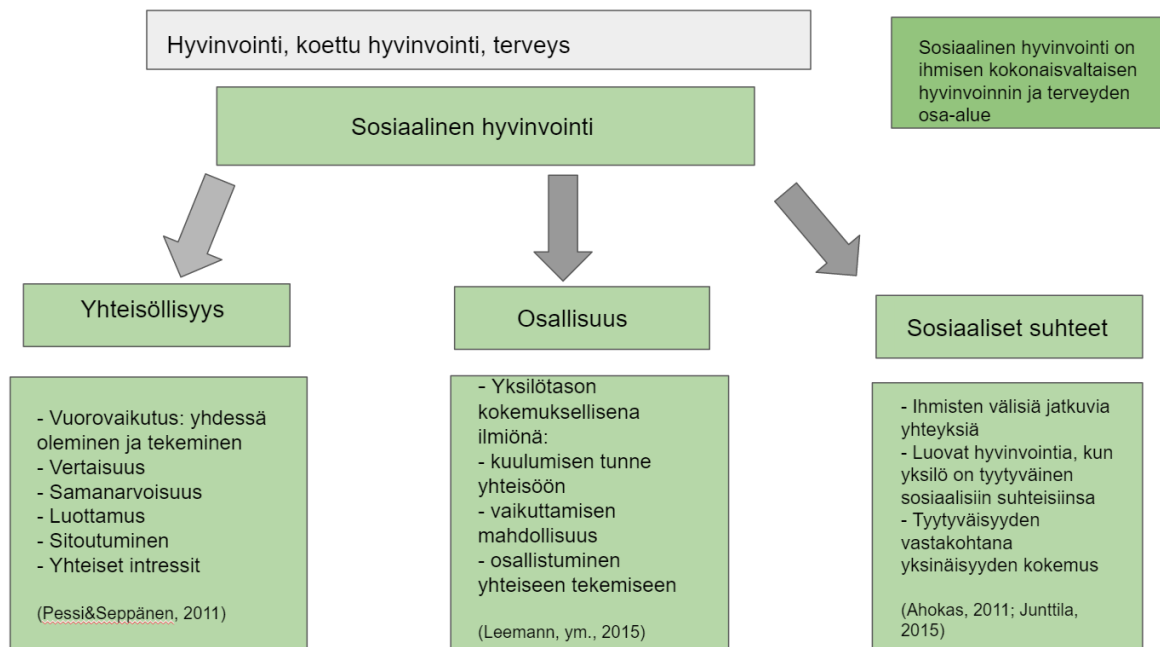 Hyvinvointi, koettu hyvinvointi, terveys
Sosiaalinen hyvinvointi on
ihmisen kokonaisvaltaisen
hyvinvoinnin ja terveyden
osa-alue
Sosiaalinen hyvinvointi
Yhteisöllisyys
- Vuorovaikutus: yhdessä
oleminen ja tekeminen
- Vertaisuus
- Samanarvoisuus
- Luottamus
- Sitoutuminen
- Yhteiset intressit
(Pessi&Seppänen, 2011)
Osallisuus
- Yksilötason
kokemuksellisena
ilmiönä:
- kuulumisen tunne
yhteisöön
- vaikuttamisen
mahdollisuus
- osallistuminen
yhteiseen tekemiseen
(Leemann, ym., 2015)
Sosiaaliset suhteet
- Ihmisten välisiä jatkuvia
yhteyksiä
- Luovat hyvinvointia, kun
yksilö on tyytyväinen
sosiaalisiin suhteisiinsa
- Tyytyväisyyden
vastakohtana
yksinäisyyden kokemus
(Ahokas, 2011; Junttila,
2015)